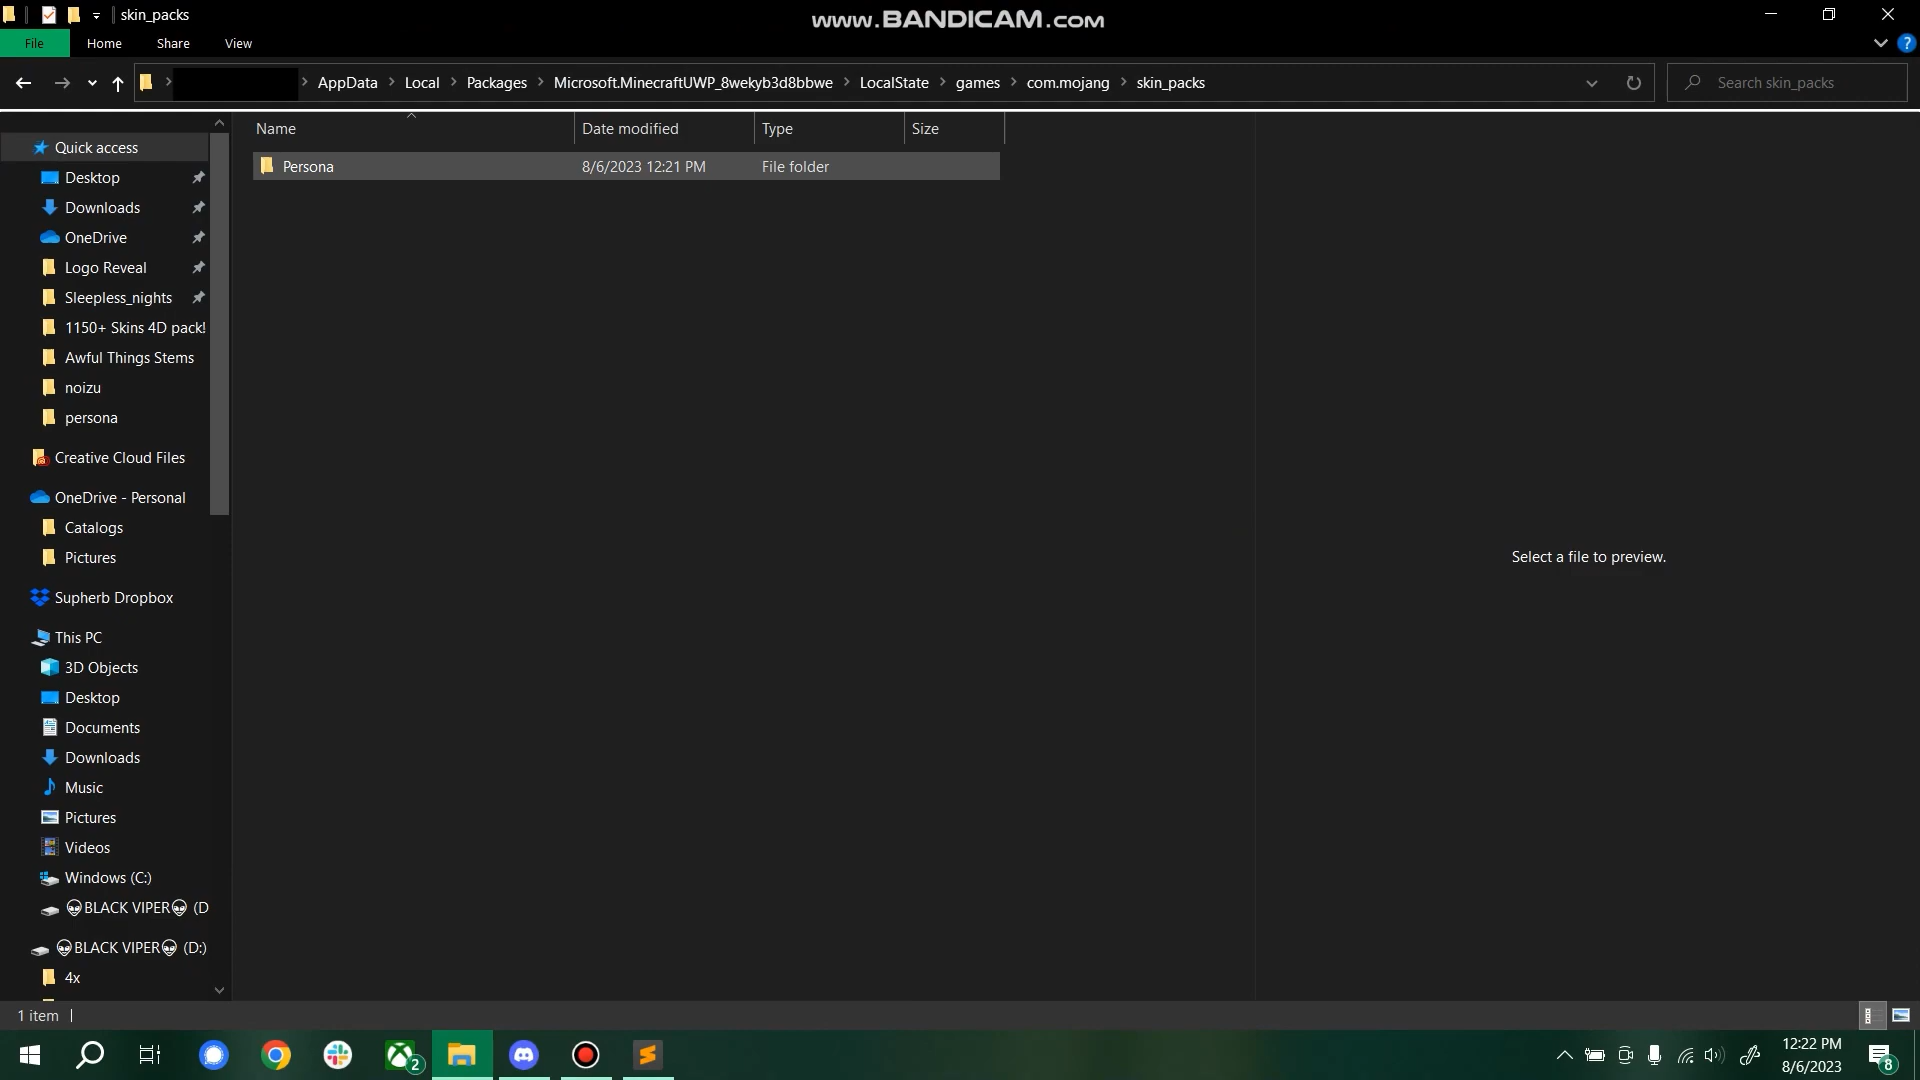 skin_packs
www.BANDICAM.com
File Home Share View
AppData Local Packages Microsoft.MinecraftUWP_8wekyb3d8bbwe LocalState games com.mojang skin_packs
Search skin_packs
Name Date modified Type Size
Persona 8/6/2023 12:21 PM File folder
Quick access
Desktop
Downloads
OneDrive
Logo Reveal
Sleepless_nights
1150+ Skins 4D pack!
Awful Things Stems
noizu
persona
Creative Cloud Files
OneDrive - Personal
Catalogs
Pictures
Supherb Dropbox
This PC
3D Objects
Desktop
Documents
Downloads
Music
Pictures
Videos
Windows (C:)
👽BLACK VIPER👽 (D
👽BLACK VIPER👽 (D:)
4x
Select a file to preview.
1 item
2
12:22 PM
8/6/2023
8